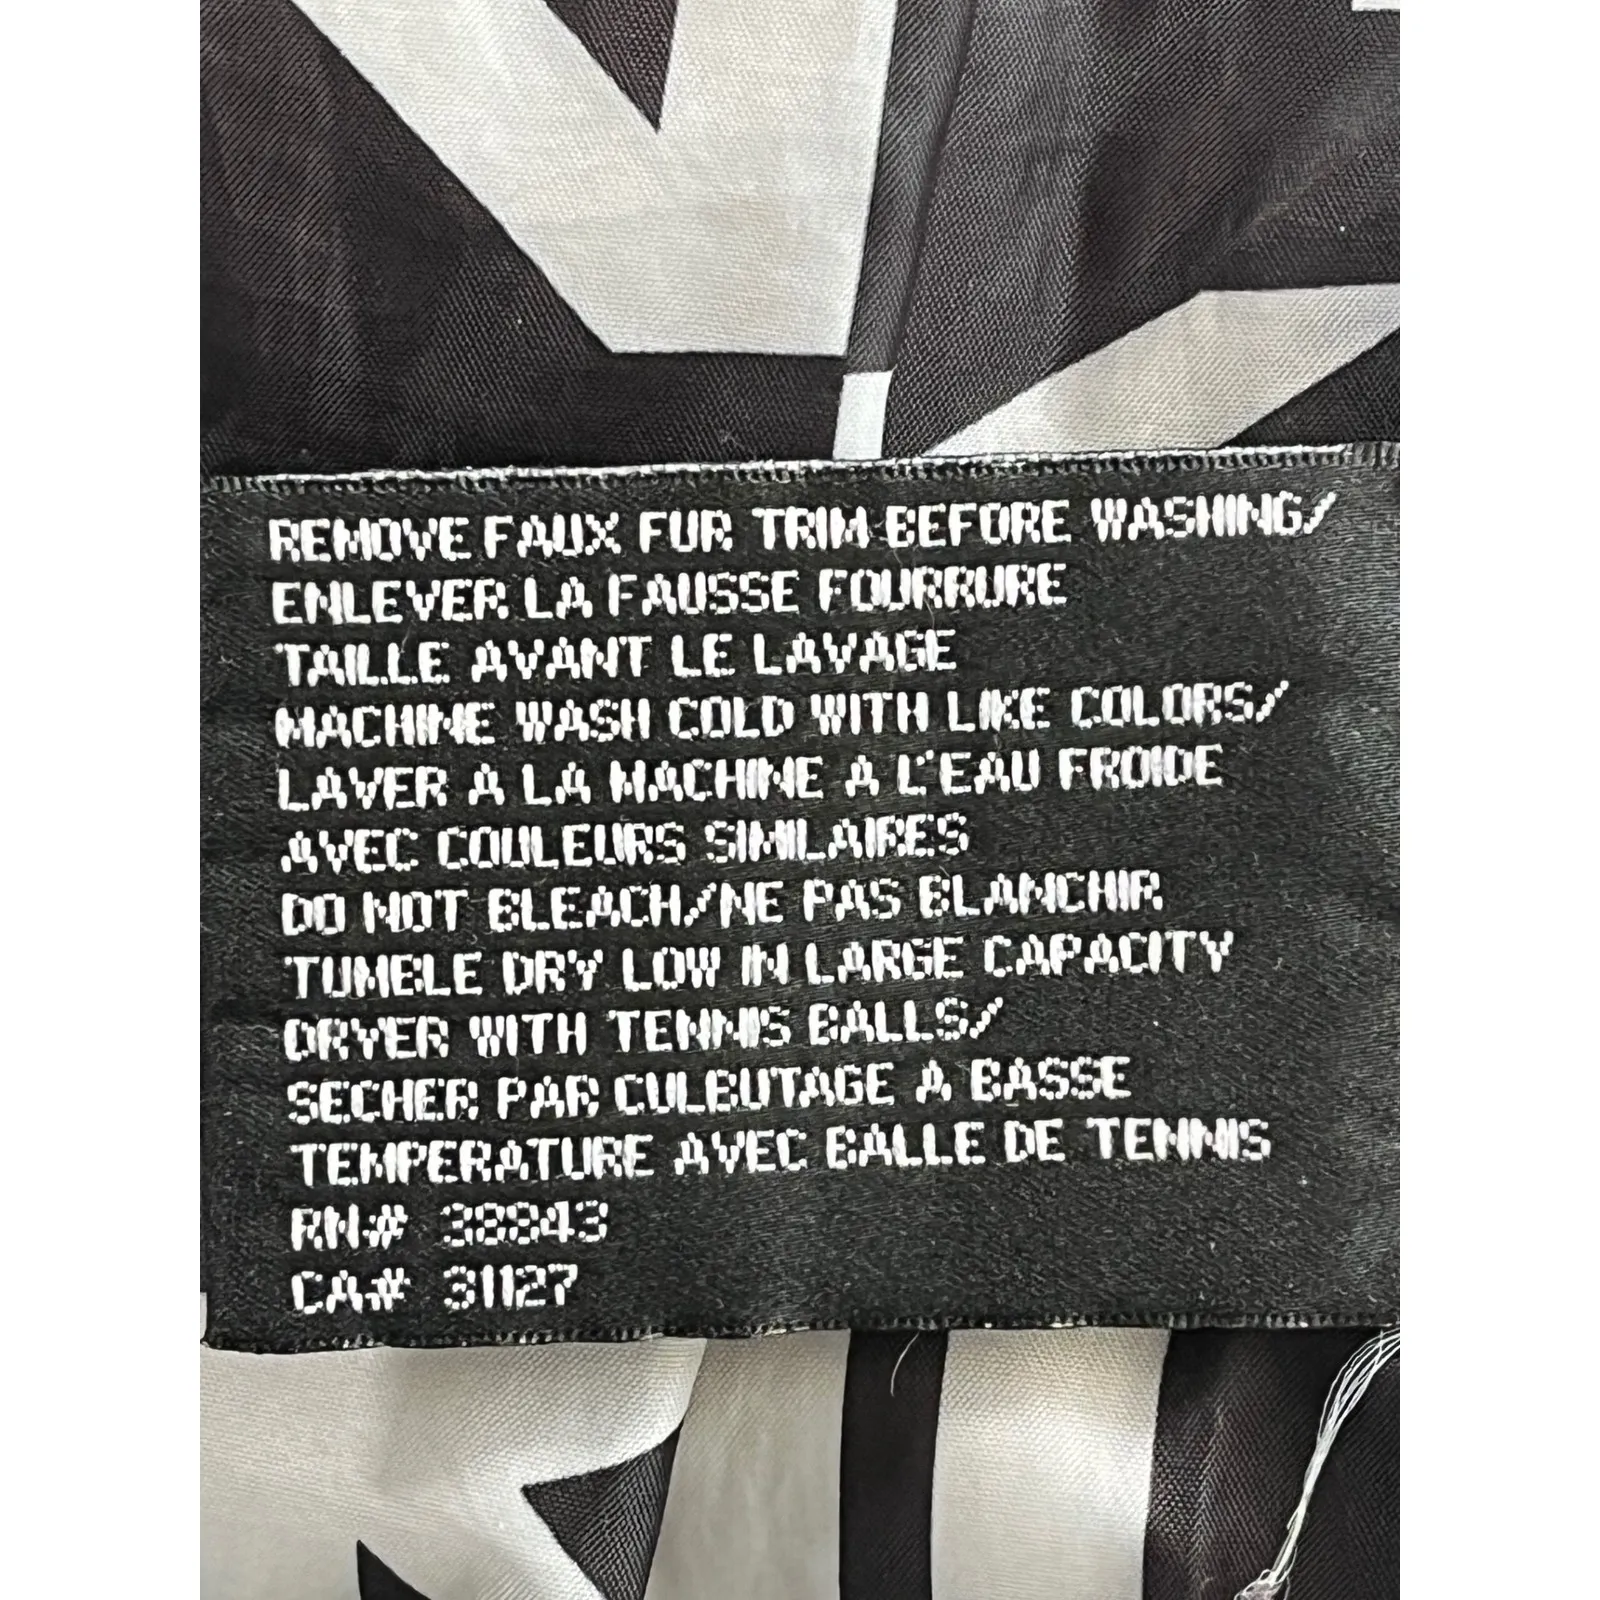 REMOVE FAUX FUR TRIM BEFORE WASHING/
ENLEVER LA FAUSSE FOURRURE
TAILLE AVANT LE LAVAGE
MACHINE WASH COLD WITH LIKE COLORS/
LAVER A LA MACHINE A L'EAU FROIDE
AVEC COULEURS SIMILAIRES
DO NOT BLEACH/NE PAS BLANCHIR
TUMBLE DRY LOW IN LARGE CAPACITY
DRYER WITH TENNIS BALLS/
SECHER PAR CULBUTAGE A BASSE
TEMPERATURE AVEC BALLE DE TENNIS
RN# 38843
CA# 31127